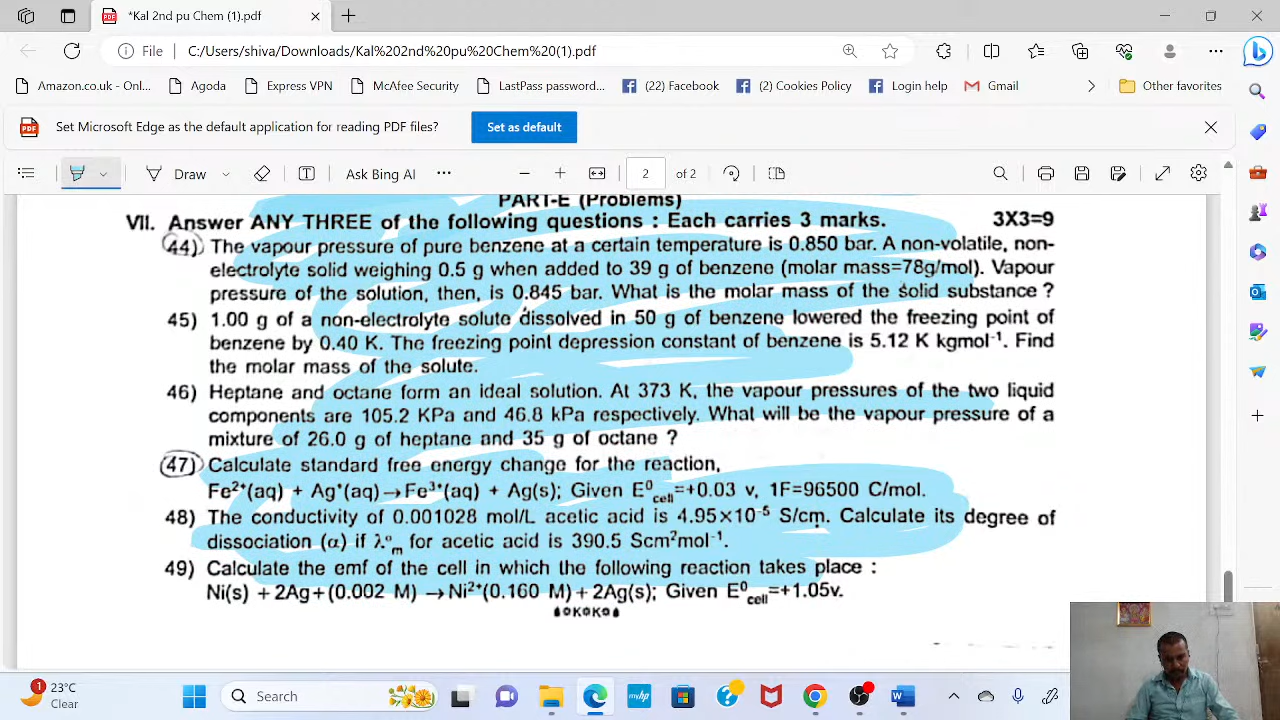 *Kal 2nd pu Chem (1).pdf
File C:/Users/shiva/Downloads/Kal%202nd%20pu%20Chem%20(1).pdf
Amazon.co.uk - Onl... Agoda Express VPN McAfee Security LastPass password... (22) Facebook (2) Cookies Policy Login help Gmail Other favorites
Set Microsoft Edge as the default application for reading PDF files? Set as default
Draw Ask Bing AI 2 of 2
PART-E (Problems)
VII. Answer ANY THREE of the following questions : Each carries 3 marks. 3X3=9
44) The vapour pressure of pure benzene at a certain temperature is 0.850 bar. A non-volatile, non-
electrolyte solid weighing 0.5 g when added to 39 g of benzene (molar mass=78g/mol). Vapour
pressure of the solution, then, is 0.845 bar. What is the molar mass of the solid substance ?
45) 1.00 g of a non-electrolyte solute dissolved in 50 g of benzene lowered the freezing point of
benzene by 0.40 K. The freezing point depression constant of benzene is 5.12 K kgmol⁻¹. Find
the molar mass of the solute.
46) Heptane and octane form an ideal solution. At 373 K, the vapour pressures of the two liquid
components are 105.2 KPa and 46.8 kPa respectively. What will be the vapour pressure of a
mixture of 26.0 g of heptane and 35 g of octane ?
47) Calculate standard free energy change for the reaction,
Fe²⁺(aq) + Ag⁺(aq)→Fe³⁺(aq) + Ag(s); Given E⁰cell=+0.03 v, 1F=96500 C/mol.
48) The conductivity of 0.001028 mol/L acetic acid is 4.95×10⁻⁵ S/cm. Calculate its degree of
dissociation (α) if λ°m for acetic acid is 390.5 Scm²mol⁻¹.
49) Calculate the emf of the cell in which the following reaction takes place :
Ni(s) + 2Ag+(0.002 M) →Ni²⁺(0.160 M)+2Ag(s); Given E⁰cell=+1.05v.
1 23°C
Clear
Search